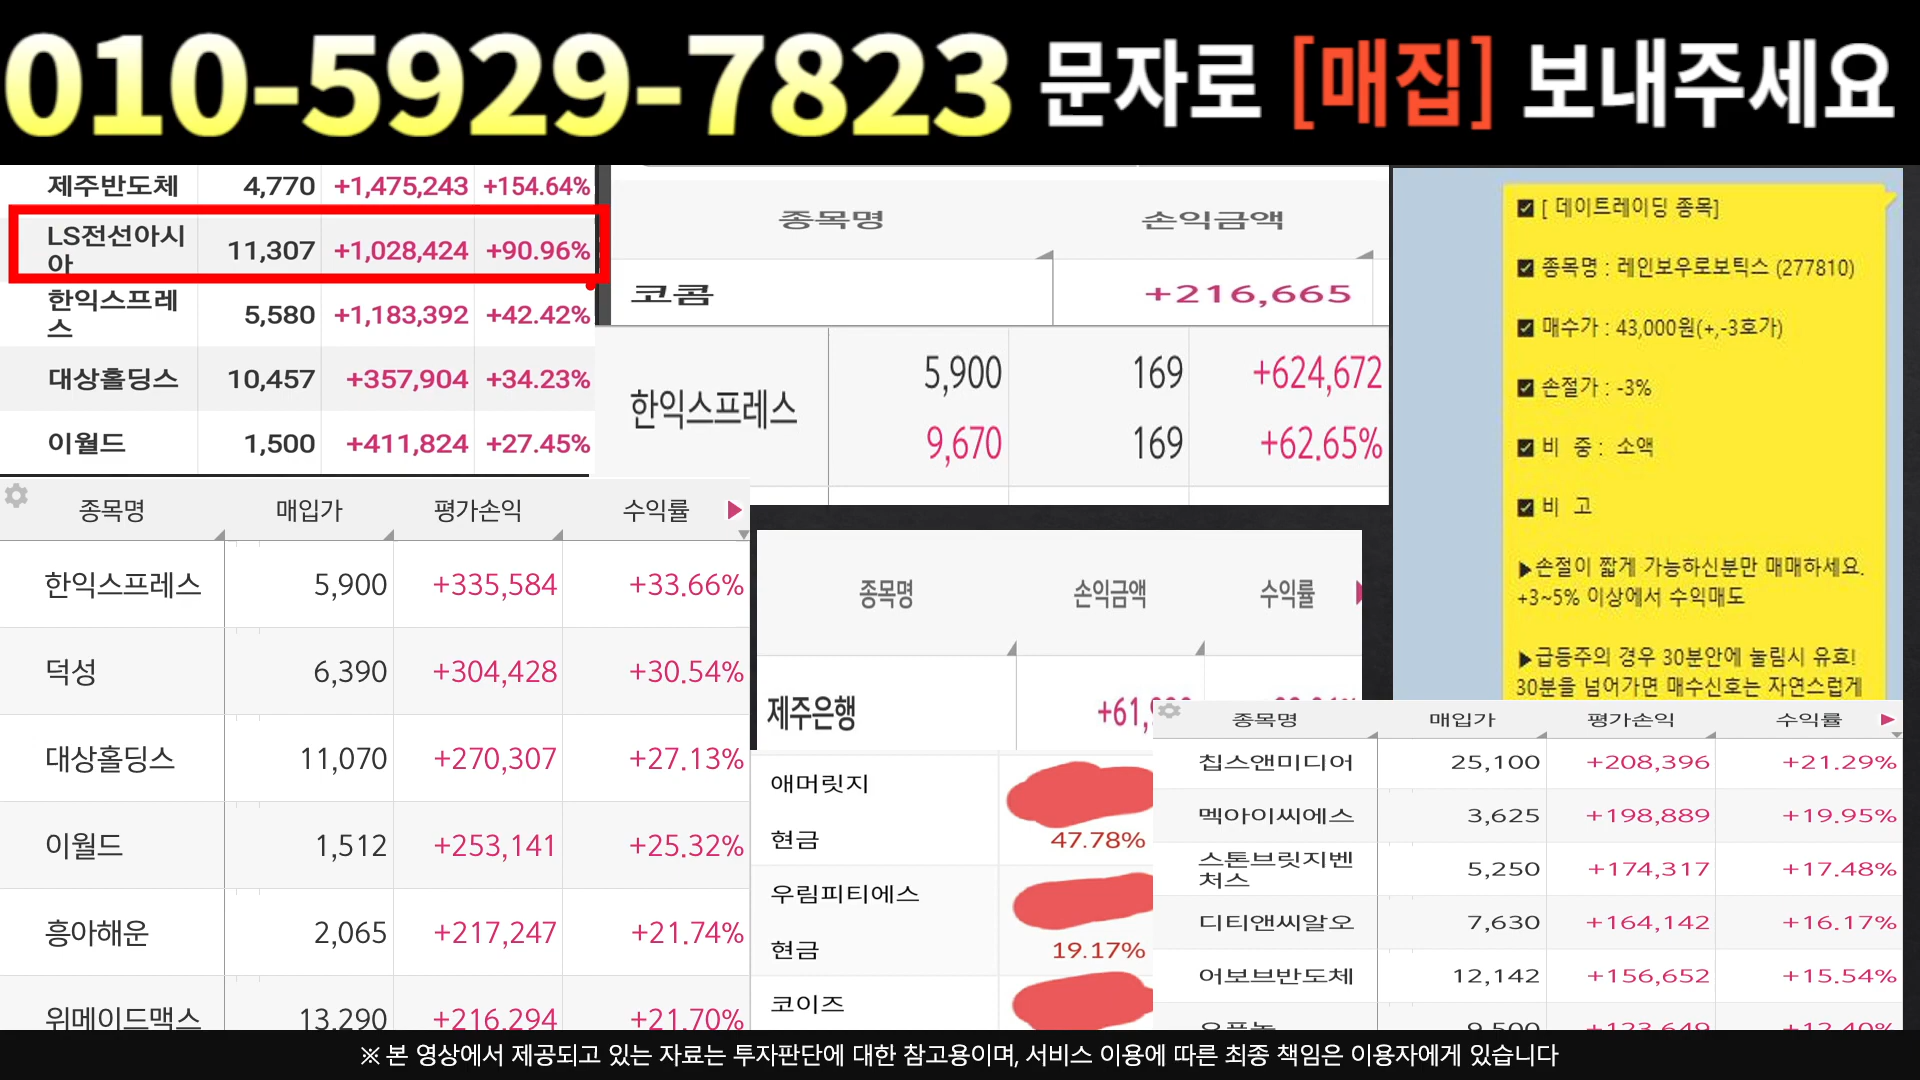 010-5929-7823 문자로 [매집] 보내주세요
제주반도체 4,770 +1,475,243 +154.64%
LS전선아시
아 11,307 +1,028,424 +90.96%
한익스프레
스 5,580 +1,183,392 +42.42%
대상홀딩스 10,457 +357,904 +34.23%
이월드 1,500 +411,824 +27.45%
종목명 손익금액
코콤 +216,665
한익스프레스 5,900 169 +624,672
9,670 169 +62.65%
☑ [ 데이트레이딩 종목]
☑ 종목명 : 레인보우로보틱스 (277810)
☑ 매수가 : 43,000원(+,-3호가)
☑ 손절가 : -3%
☑ 비 중 : 소액
☑ 비 고
▶손절이 짧게 가능하신분만 매매하세요.
+3~5% 이상에서 수익매도
▶급등주의 경우 30분안에 눌림시 유효!
30분을 넘어가면 매수신호는 자연스럽게
종목명 매입가 평가손익 수익률
한익스프레스 5,900 +335,584 +33.66%
덕성 6,390 +304,428 +30.54%
대상홀딩스 11,070 +270,307 +27.13%
이월드 1,512 +253,141 +25.32%
흥아해운 2,065 +217,247 +21.74%
위메이드맥스 13,290 +216,294 +21.70%
종목명 손익금액 수익률
제주은행 +61,
애머릿지
현금 47.78%
우림피티에스
현금 19.17%
코이즈
종목명 매입가 평가손익 수익률
칩스앤미디어 25,100 +208,396 +21.29%
멕아이씨에스 3,625 +198,889 +19.95%
스톤브릿지벤
처스 5,250 +174,317 +17.48%
디티앤씨알오 7,630 +164,142 +16.17%
어보브반도체 12,142 +156,652 +15.54%
9,500 +123,649 +12.40%
※ 본 영상에서 제공되고 있는 자료는 투자판단에 대한 참고용이며, 서비스 이용에 따른 최종 책임은 이용자에게 있습니다